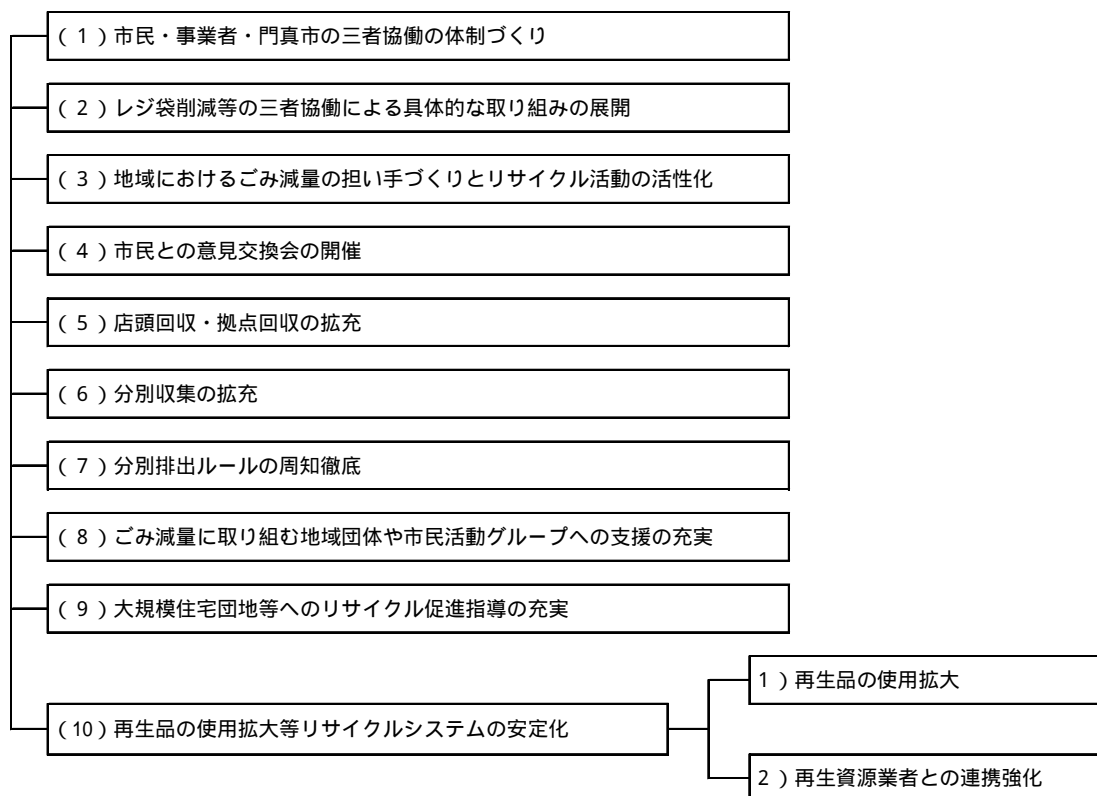 (1)市民・事業者・門真市の三者協働の体制づくり
(2)レジ袋削減等の三者協働による具体的な取り組みの展開
(3)地域におけるごみ減量の担い手づくりとリサイクル活動の活性化
(4)市民との意見交換会の開催
(5)店頭回収・拠点回収の拡充
(6)分別収集の拡充
(7)分別排出ルールの周知徹底
(8)ごみ減量に取り組む地域団体や市民活動グループへの支援の充実
(9)大規模住宅団地等へのリサイクル促進指導の充実
(10)再生品の使用拡大等リサイクルシステムの安定化
1)再生品の使用拡大
2)再生資源業者との連携強化